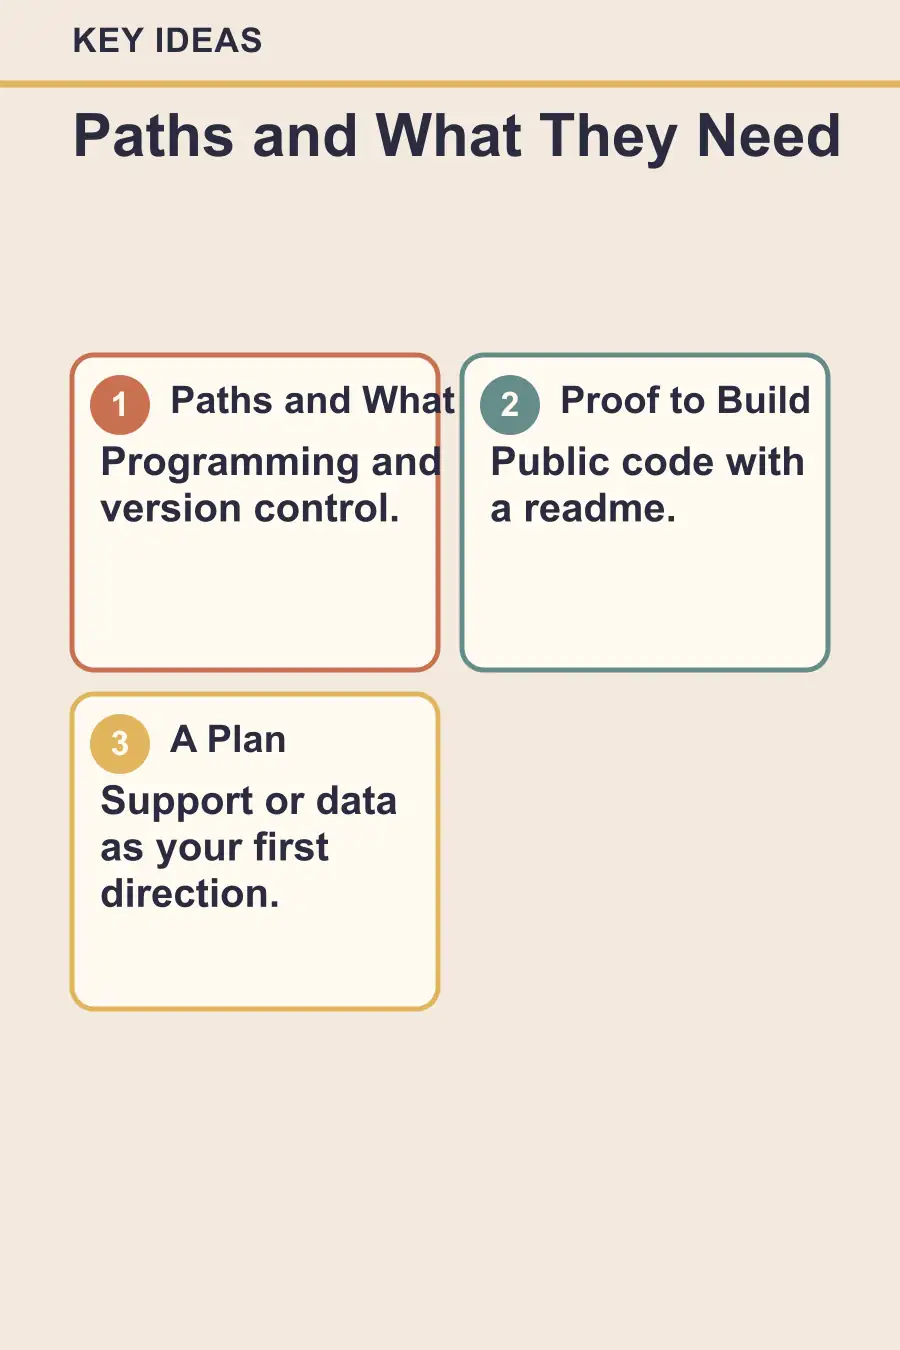 KEY IDEAS
Paths and What They Need
1
Paths and What
Programming and
version control.
2
Proof to Build
Public code with
a readme.
3
A Plan
Support or data
as your first
direction.